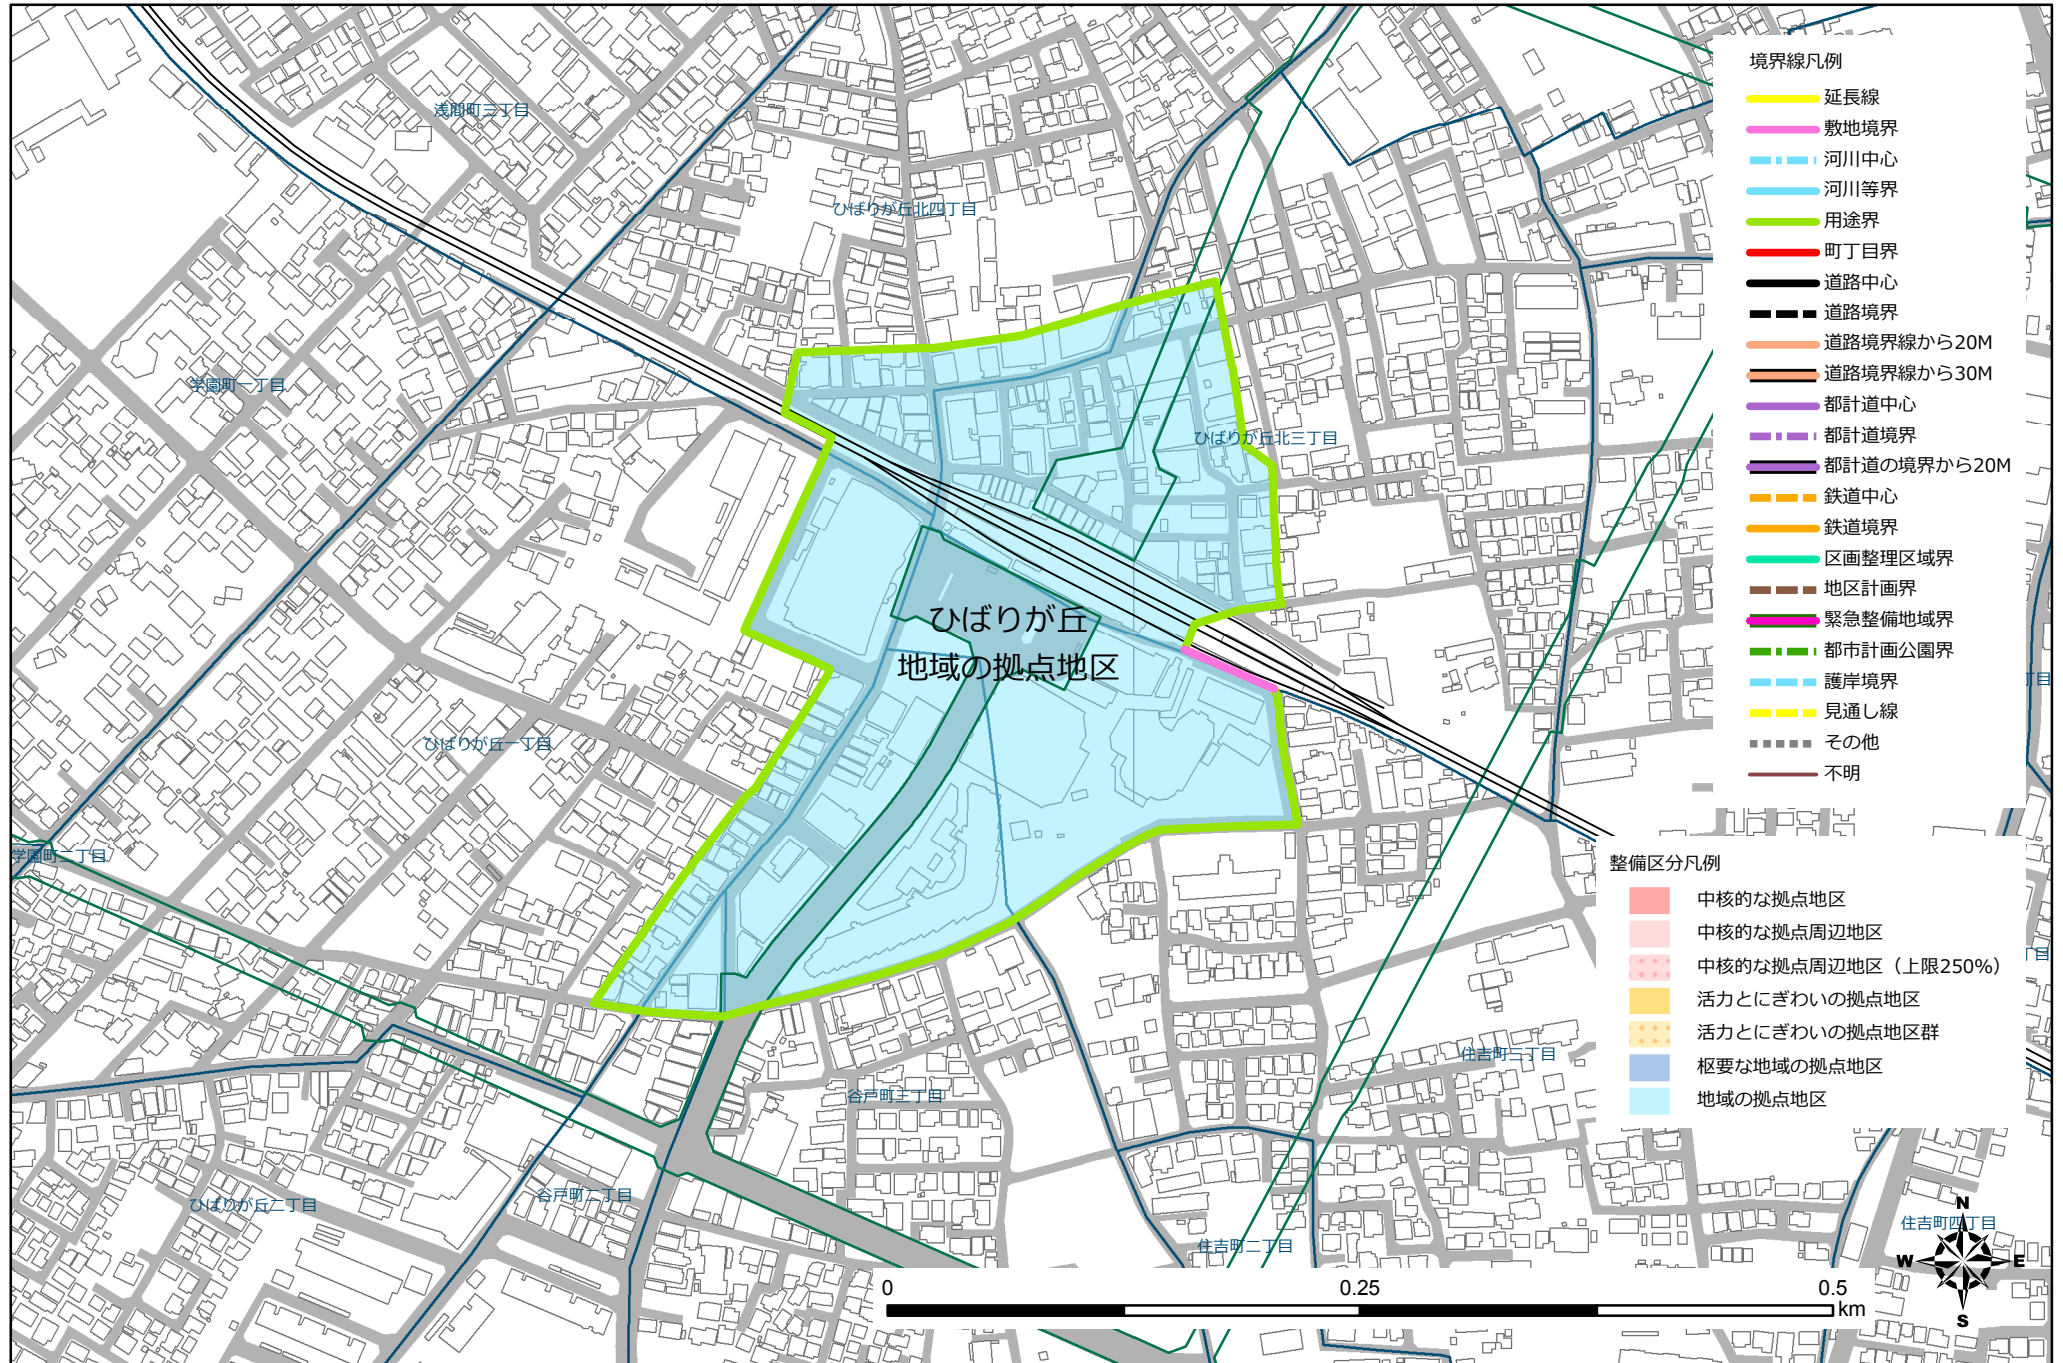 境界線凡例
延長線
敷地境界
河川中心
河川等界
用途界
町丁目界
道路中心
道路境界
道路境界線から20M
道路境界線から30M
都計道中心
都計道境界
都計道の境界から20M
鉄道中心
鉄道境界
区画整理区域界
地区計画界
緊急整備地域界
都市計画公園界
護岸境界
見通し線
その他
不明
整備区分凡例
中核的な拠点地区
中核的な拠点周辺地区
中核的な拠点周辺地区（上限250%）
活力とにぎわいの拠点地区
活力とにぎわいの拠点地区群
枢要な地域の拠点地区
地域の拠点地区
浅間町三丁目
ひばりが丘北四丁目
学園町一丁目
ひばりが丘北三丁目
ひばりが丘
地域の拠点地区
ひばりが丘一丁目
学園町二丁目
丁目
丁目
住吉町三丁目
谷戸町三丁目
谷戸町二丁目
ひばりが丘二丁目
住吉町二丁目
住吉町四丁目
N
W
E
S
0
0.25
0.5
km